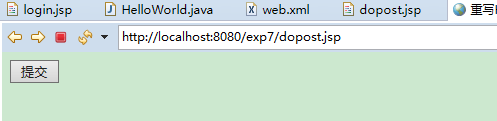 login.jsp HelloWorld.java web.xml dopost.jsp 重写
http://localhost:8080/exp7/dopost.jsp
提交